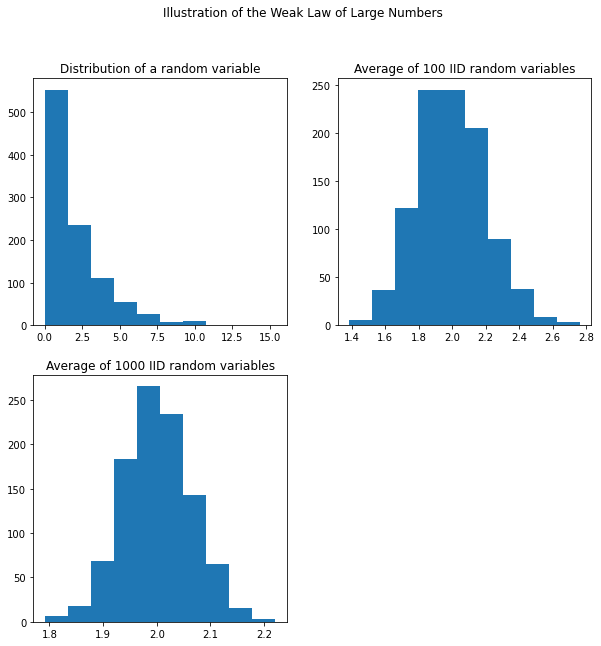 Illustration of the Weak Law of Large Numbers
Distribution of a random variable
500
400
300
200
100
0
0.0 2.5 5.0 7.5 10.0 12.5 15.0
Average of 100 IID random variables
250
200
150
100
50
0
1.4 1.6 1.8 2.0 2.2 2.4 2.6 2.8
Average of 1000 IID random variables
250
200
150
100
50
0
1.8 1.9 2.0 2.1 2.2